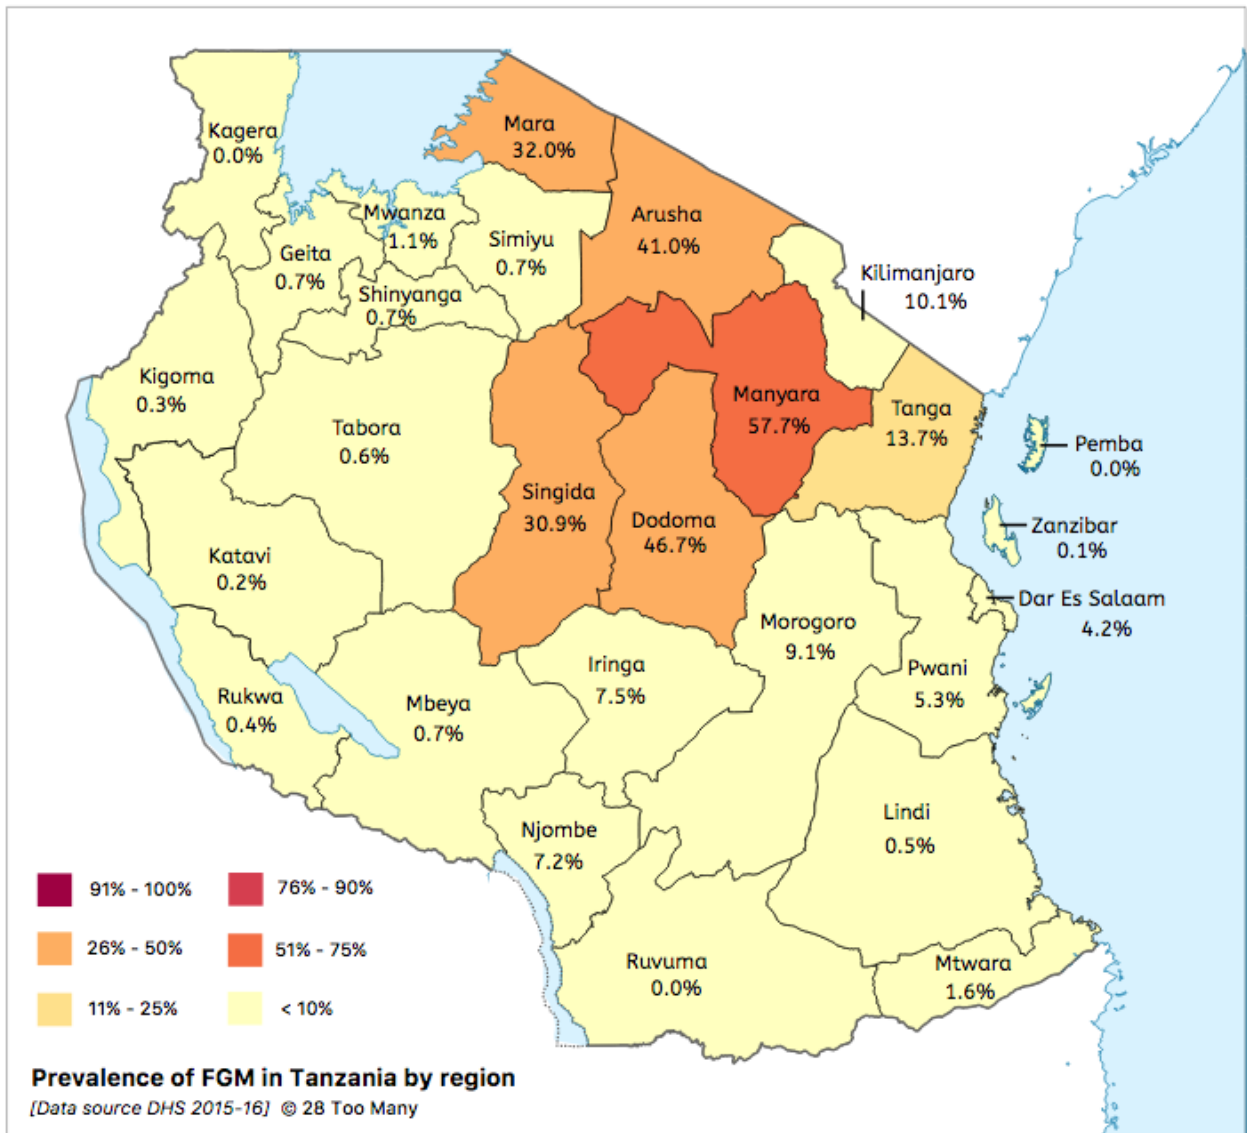 Kagera
0.0%
Mara
32.0%
Mwanza
1.1%
Simiyu
0.7%
Arusha
41.0%
Geita
0.7%
Shinyanga
0.7%
Kilimanjaro
10.1%
Kigoma
0.3%
Tabora
0.6%
Manyara
57.7%
Tanga
13.7%
Pemba
0.0%
Singida
30.9%
Dodoma
46.7%
Zanzibar
0.1%
Katavi
0.2%
Dar Es Salaam
4.2%
Morogoro
9.1%
Pwani
5.3%
Iringa
7.5%
Rukwa
0.4%
Mbeya
0.7%
Njombe
7.2%
Lindi
0.5%
Ruvuma
0.0%
Mtwara
1.6%
91% - 100%
76% - 90%
26% - 50%
51% - 75%
11% - 25%
< 10%
Prevalence of FGM in Tanzania by region
[Data source DHS 2015-16] © 28 Too Many